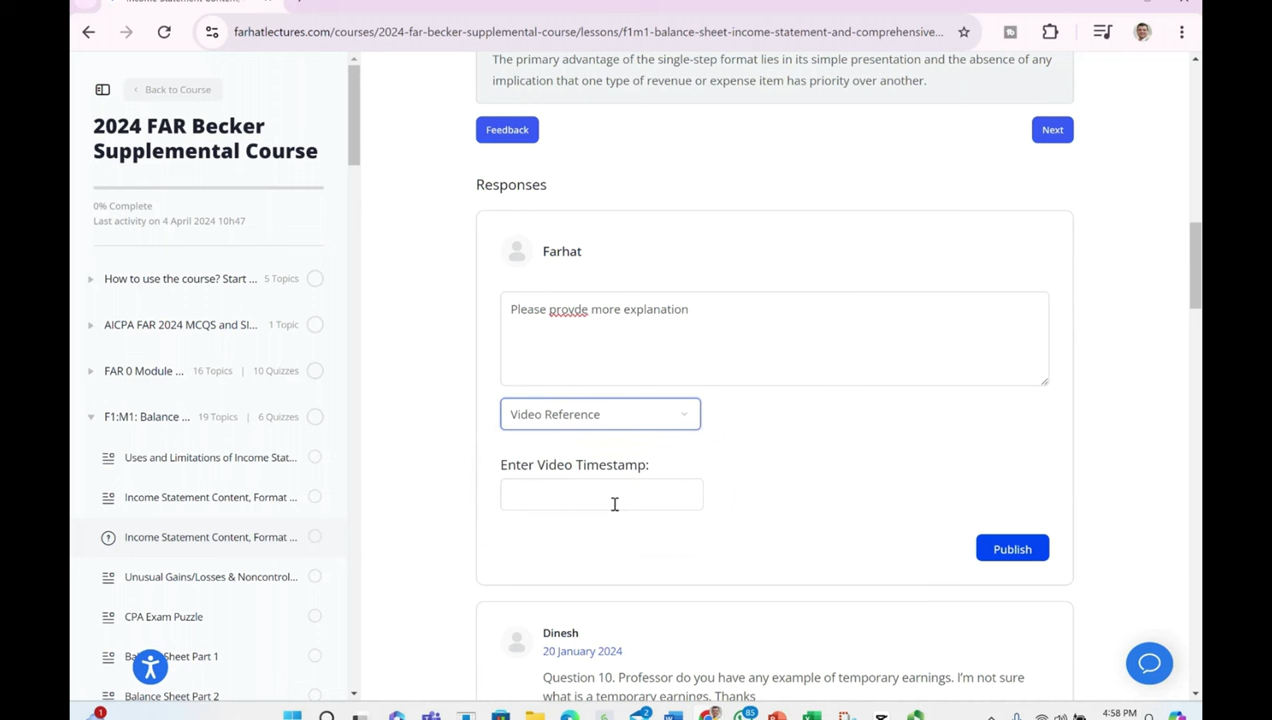 farhatlectures.com/courses/2024-far-becker-supplemental-course/lessons/f1m1-balance-sheet-income-statement-and-comprehensive...
Back to Course
2024 FAR Becker
Supplemental Course
0% Complete
Last activity on 4 April 2024 10h47
How to use the course? Start ... 5 Topics
AICPA FAR 2024 MCQS and SI... 1 Topic
FAR 0 Module ... 16 Topics | 10 Quizzes
F1:M1: Balance ... 19 Topics | 6 Quizzes
Uses and Limitations of Income Stat...
Income Statement Content, Format ...
Income Statement Content, Format ...
Unusual Gains/Losses & Noncontrol...
CPA Exam Puzzle
Sheet Part 1
Balance Sheet Part 2
The primary advantage of the single-step format lies in its simple presentation and the absence of any
implication that one type of revenue or expense item has priority over another.
Feedback
Next
Responses
Farhat
Please provde more explanation
Video Reference
Enter Video Timestamp:
Publish
Dinesh
20 January 2024
Question 10. Professor do you have any example of temporary earnings. I'm not sure
what is a temporary earnings. Thanks
1
2
85
4:58 PM